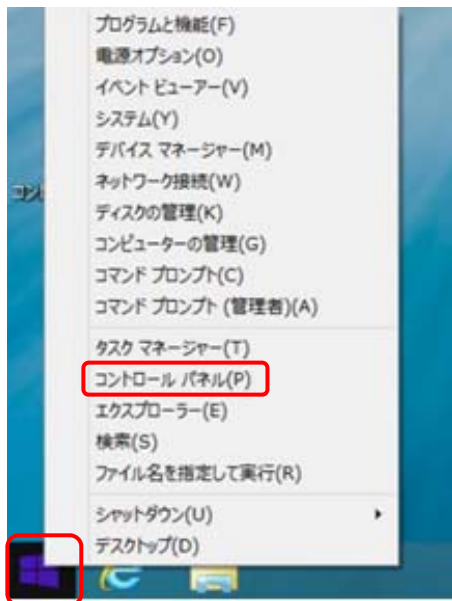 プログラムと機能(F)
電源オプション(O)
イベント ビューアー(V)
システム(Y)
デバイス マネージャー(M)
ネットワーク接続(W)
ディスクの管理(K)
コンピューターの管理(G)
コマンド プロンプト(C)
コマンド プロンプト (管理者)(A)
タスク マネージャー(T)
コントロール パネル(P)
エクスプローラー(E)
検索(S)
ファイル名を指定して実行(R)
シャットダウン(U)
デスクトップ(D)